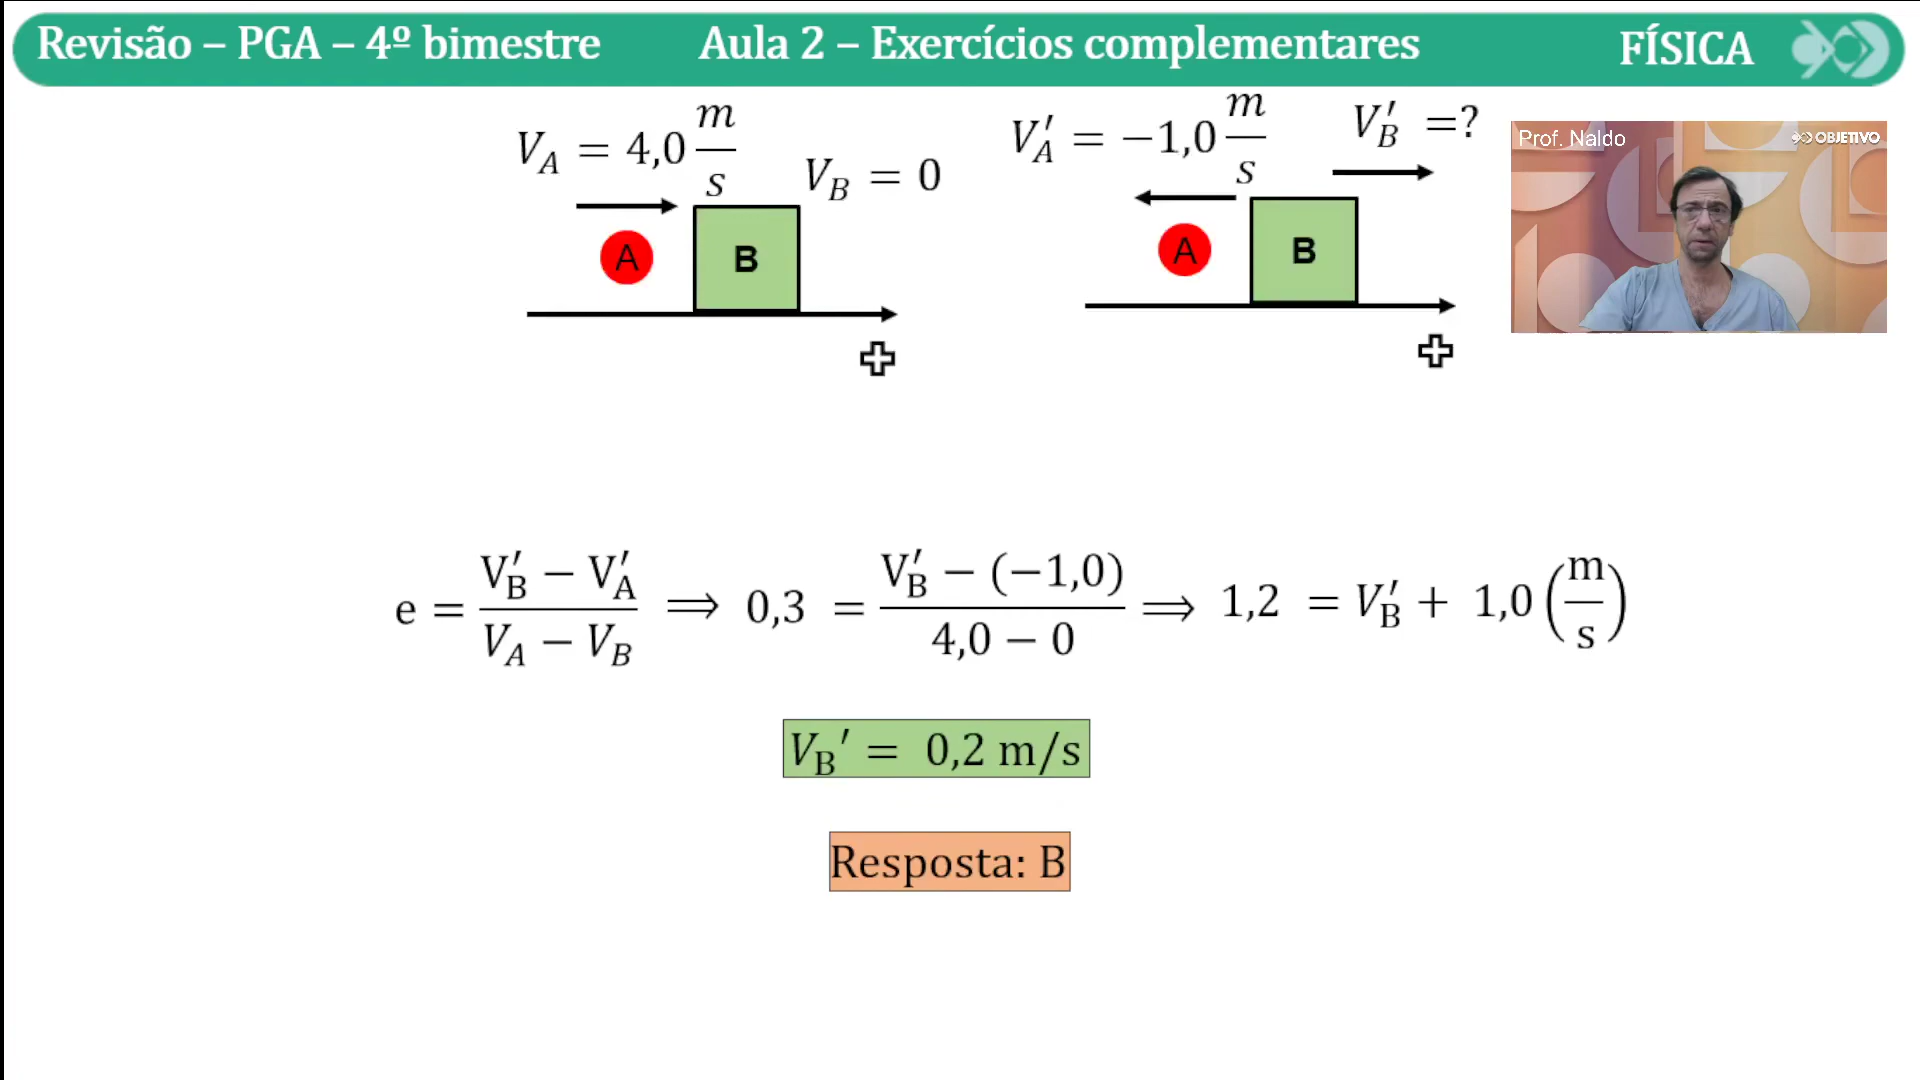 Revisão – PGA – 4º bimestre Aula 2 – Exercícios complementares FÍSICA
V_A = 4,0 m/s V_B = 0 V'_A = −1,0 m/s V'_B =?
Prof. Naldo OBJETIVO
A B A B
e = (V'_B − V'_A)/(V_A − V_B) ⟹ 0,3 = (V'_B − (−1,0))/(4,0 − 0) ⟹ 1,2 = V'_B + 1,0 (m/s)
V_B' = 0,2 m/s
Resposta: B